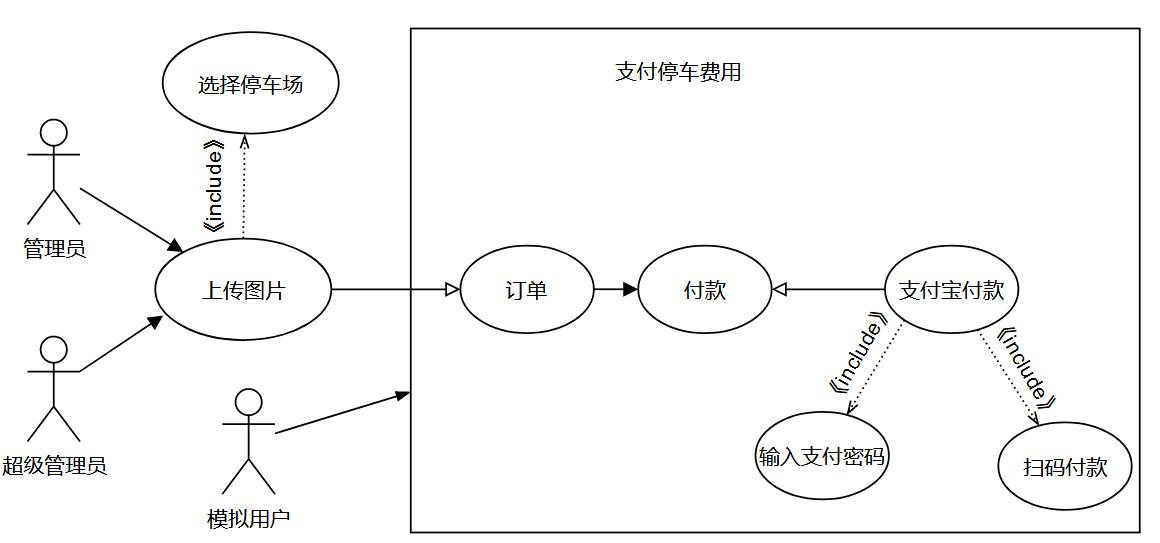 选择停车场
支付停车费用
《include》
管理员
上传图片
订单
付款
支付宝付款
《include》
《include》
超级管理员
模拟用户
输入支付密码
扫码付款